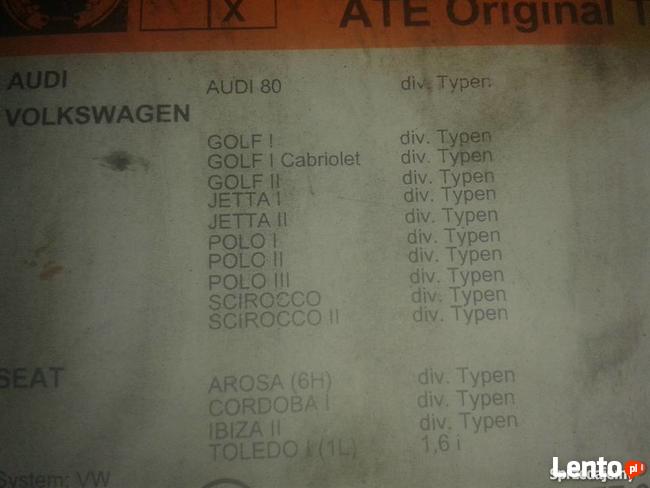 X ATE Original T
AUDI AUDI 80 div. Typen
VOLKSWAGEN
GOLF I div. Typen
GOLF I Cabriolet div. Typen
GOLF II div. Typen
JETTA I div. Typen
JETTA II div. Typen
POLO I div. Typen
POLO II div. Typen
POLO III div. Typen
SCIROCCO div. Typen
SCIROCCO II div. Typen
SEAT AROSA (6H) div. Typen
CORDOBA I div. Typen
IBIZA II div. Typen
TOLEDO I (1L) 1,6 i
System: VW
Lento.pl
Sprzedajemy